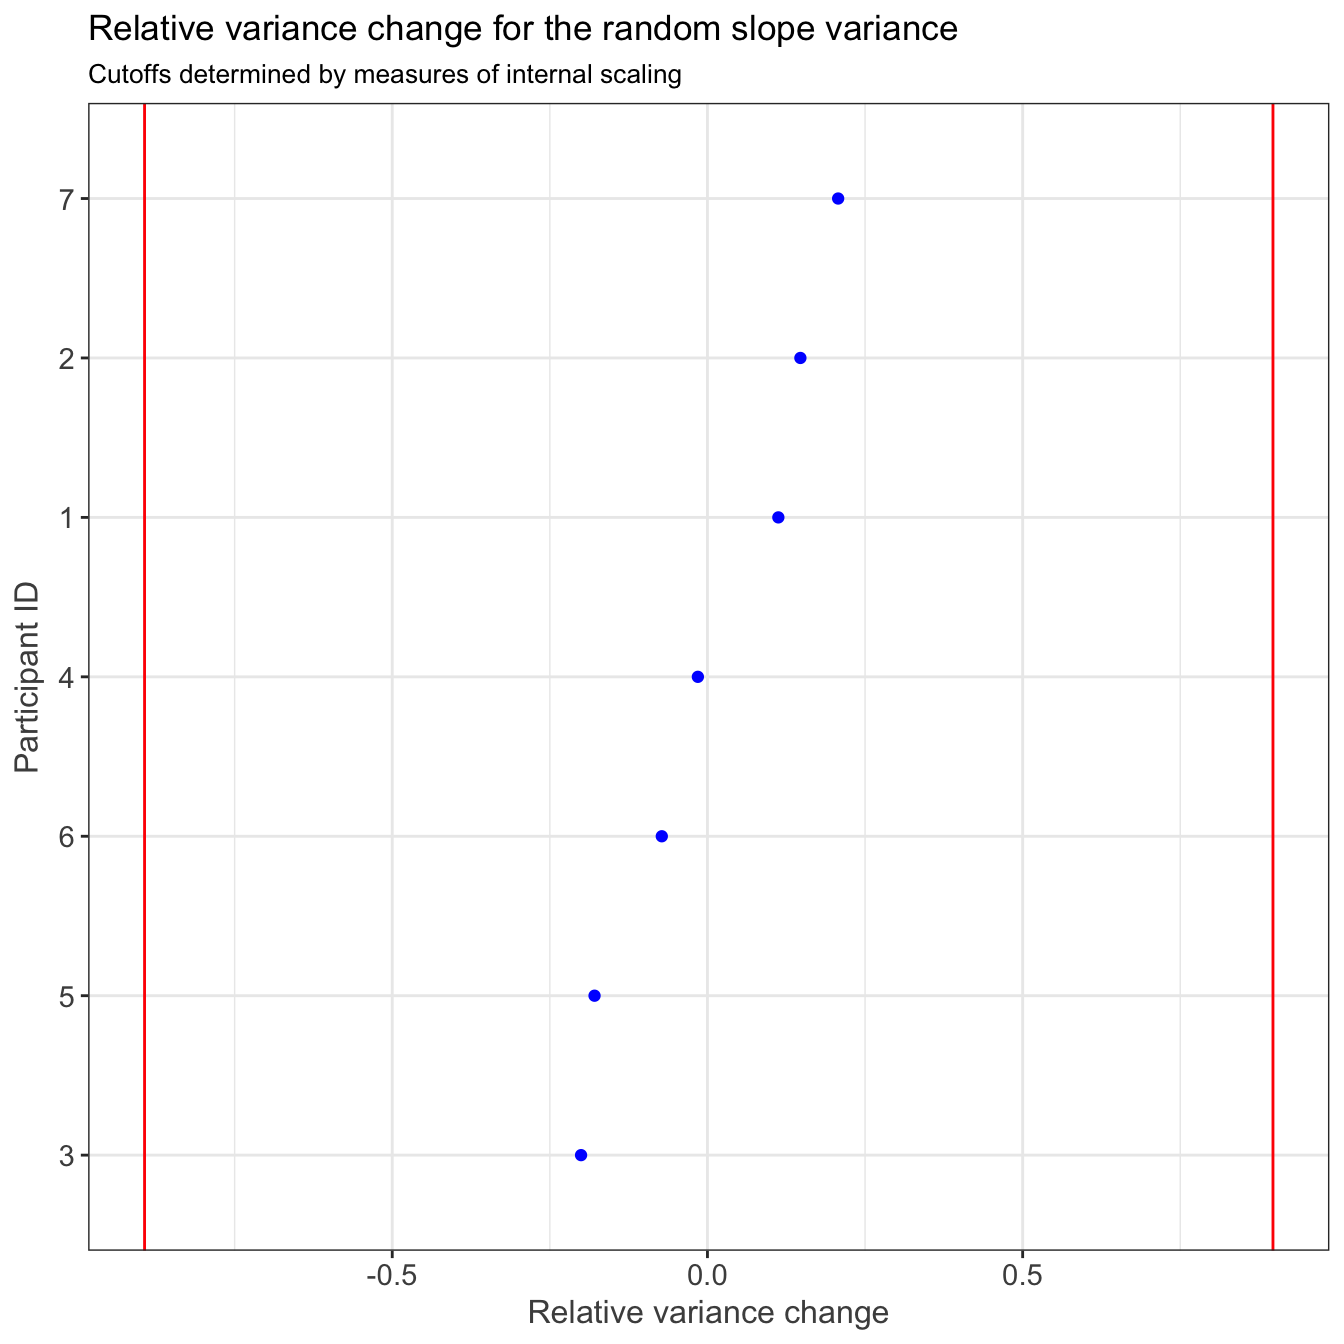 Relative variance change for the random slope variance
Cutoffs determined by measures of internal scaling
Participant ID
7
2
1
4
6
5
3
-0.5 0.0 0.5
Relative variance change